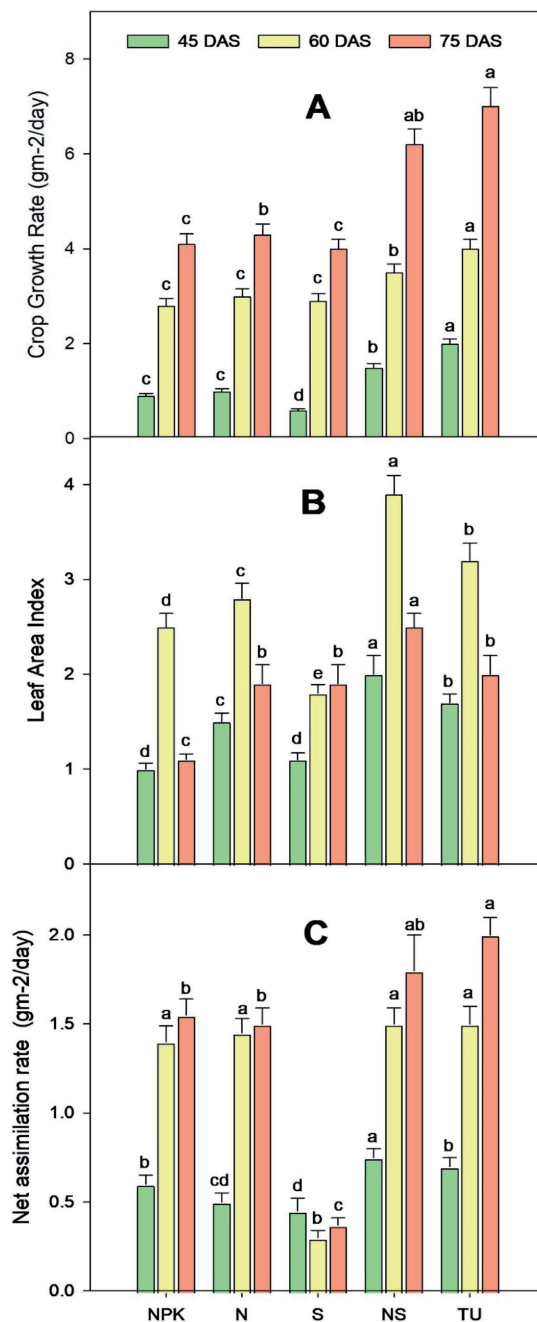 45 DAS 60 DAS 75 DAS
A
Crop Growth Rate (gm-2/day)
8
6
4
2
0
c c c
c c b
d c c
b b ab
a a a
B
Leaf Area Index
4
3
2
1
0
d d c
c c b
d e b
a a a
b b b
C
Net assimilation rate (gm-2/day)
2.0
1.5
1.0
0.5
0.0
b a b
cd a b
d b c
a a ab
b a a
NPK N S NS TU